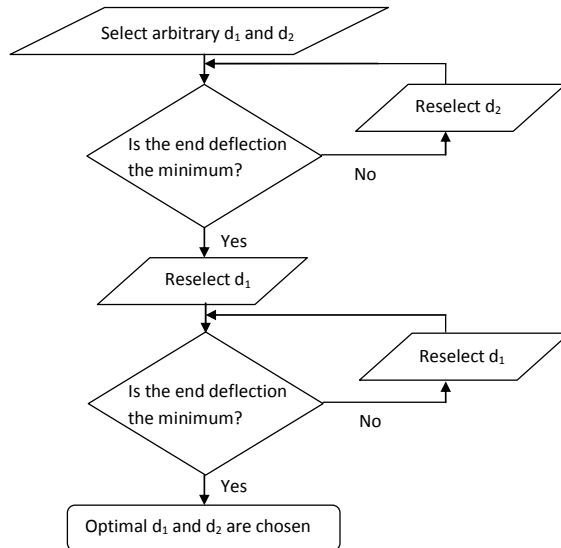 Select arbitrary d₁ and d₂
Reselect d₂
Is the end deflection
the minimum?
No
Yes
Reselect d₁
Reselect d₁
Is the end deflection
the minimum?
No
Yes
Optimal d₁ and d₂ are chosen